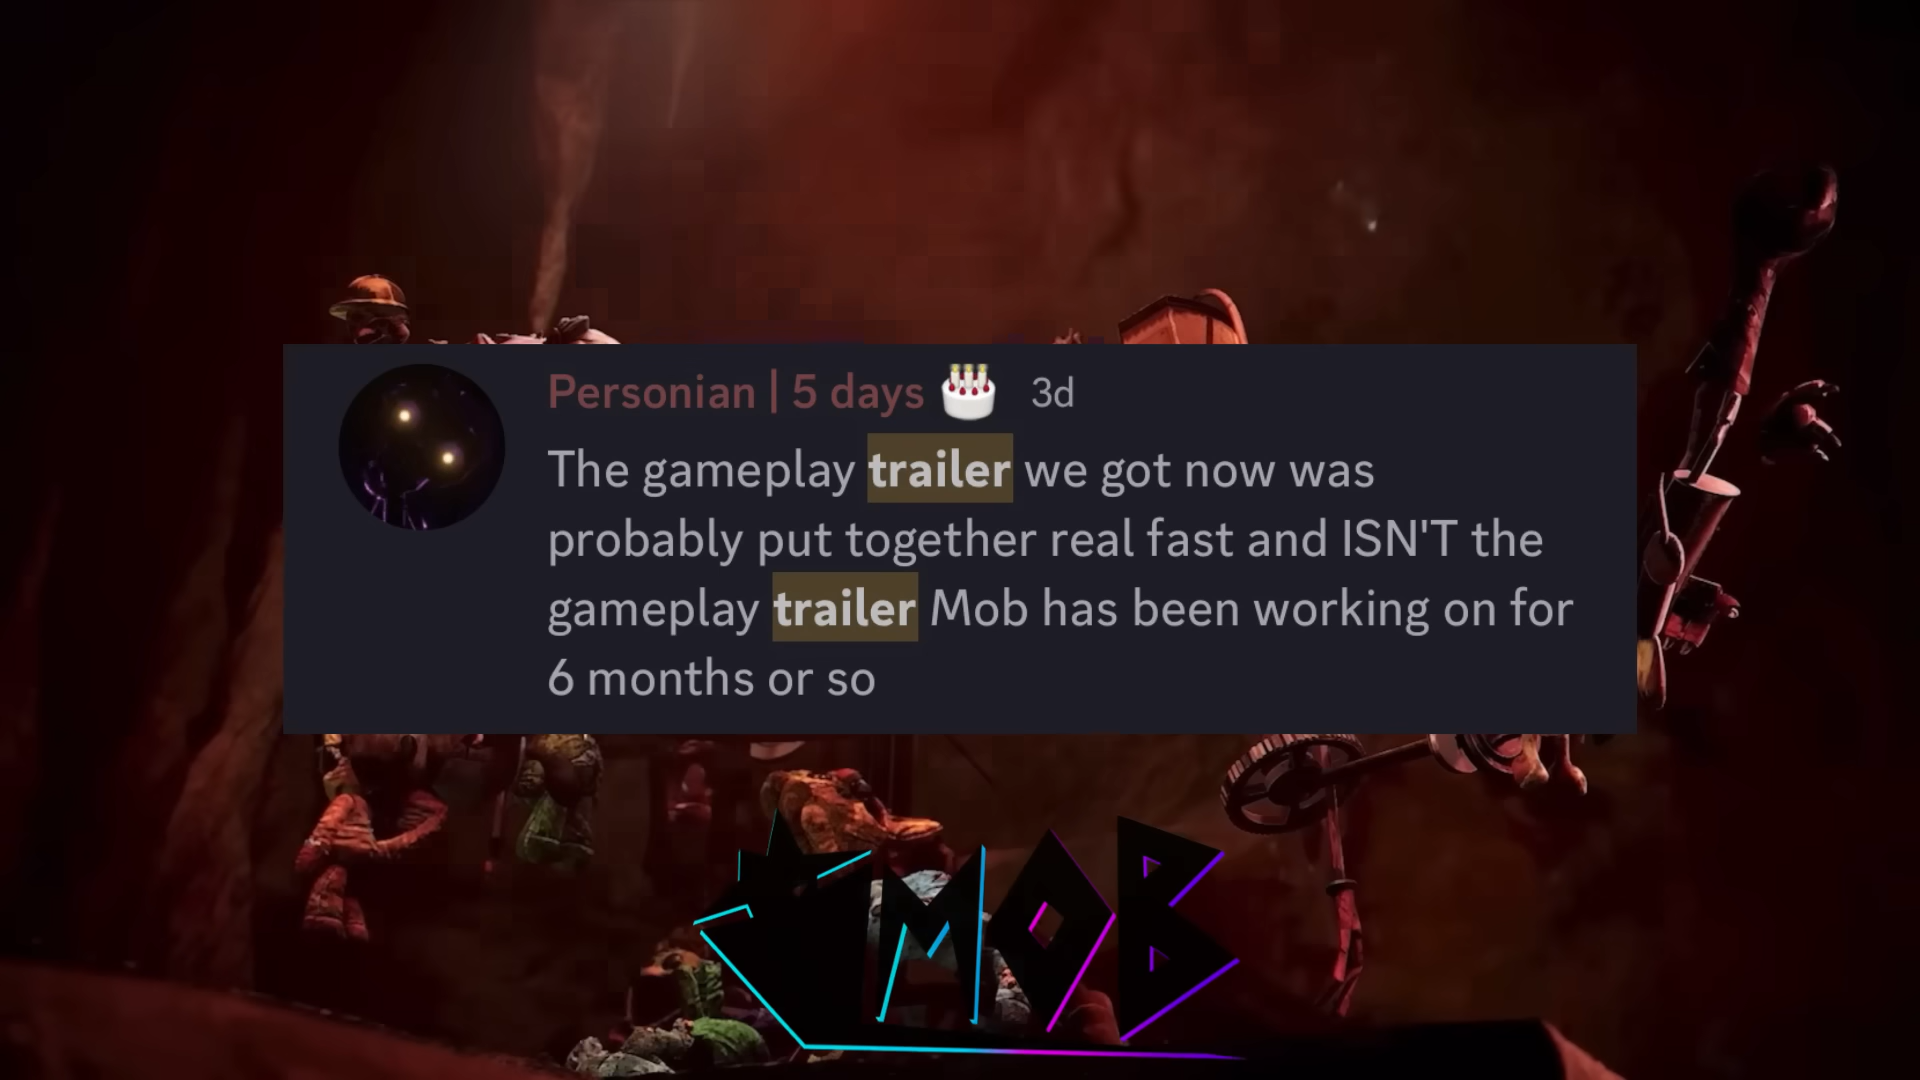 Personian | 5 days 🎂 3d
The gameplay trailer we got now was
probably put together real fast and ISN'T the
gameplay trailer Mob has been working on for
6 months or so
MOB